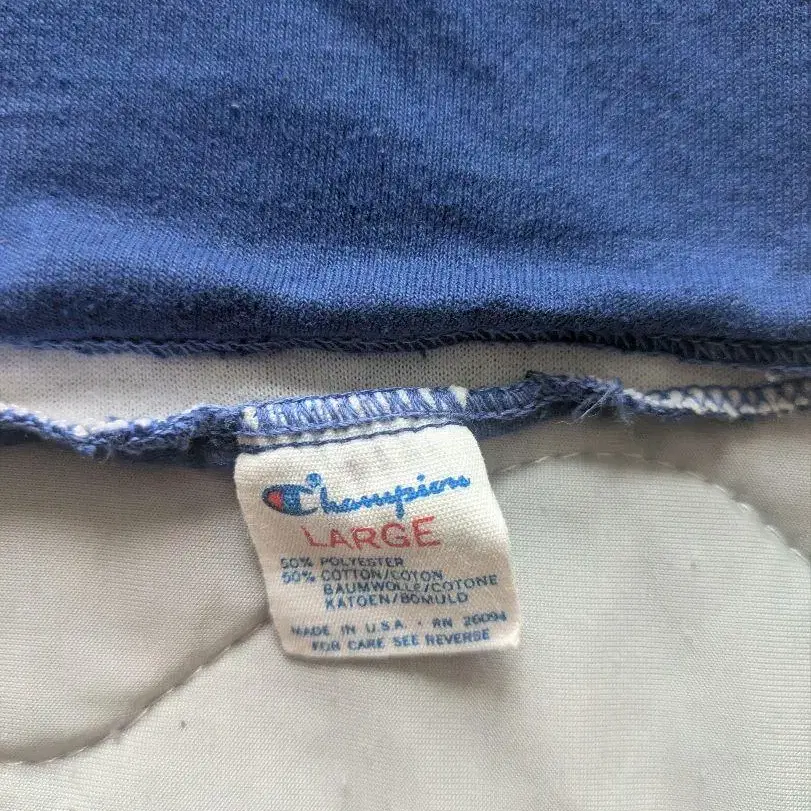 Champion
LARGE
50% POLYESTER
50% COTTON/COTON
BAUMWOLLE/COTONE
KATOEN/BOMULD
MADE IN U.S.A. · RN 26094
FOR CARE SEE REVERSE